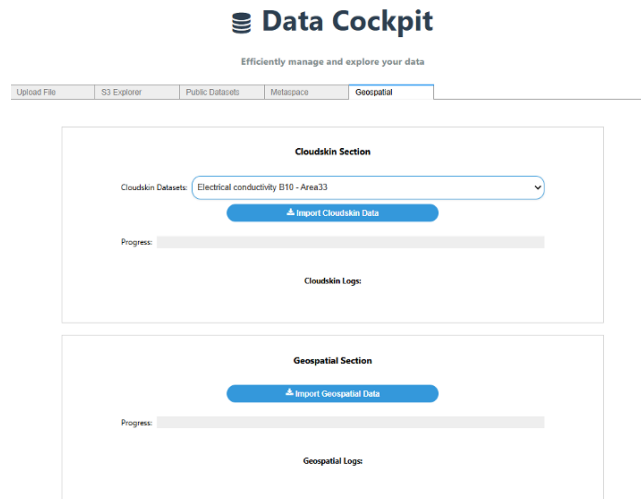 Data Cockpit
Efficiently manage and explore your data
Upload File S3 Explorer Public Datasets Metaspace Geospatial
Cloudskin Section
Cloudskin Datasets: Electrical conductivity B10 - Area33
Import Cloudskin Data
Progress:
Cloudskin Logs:
Geospatial Section
Import Geospatial Data
Progress:
Geospatial Logs: